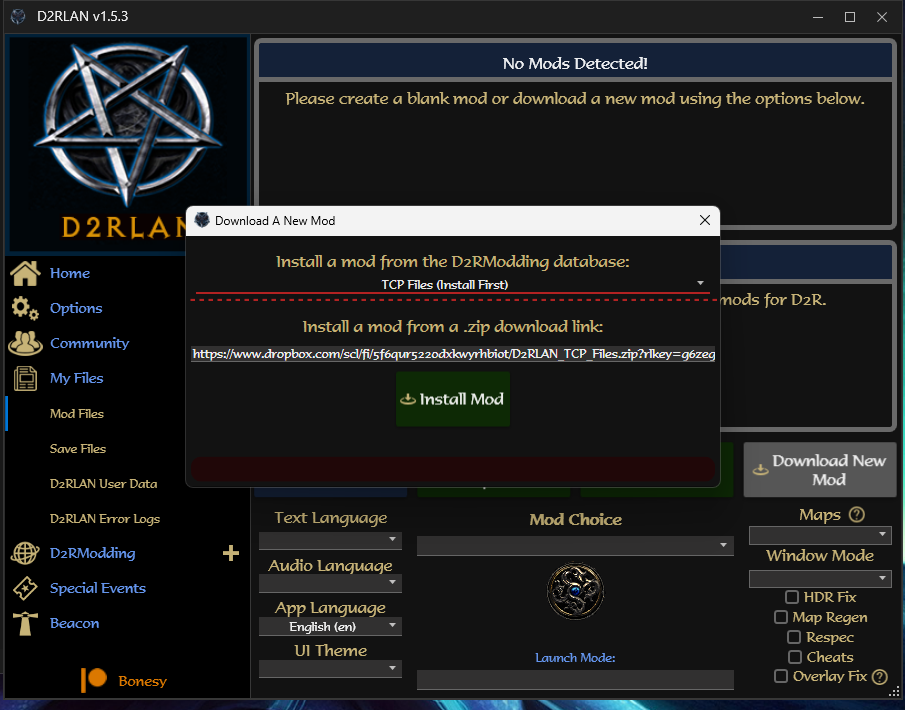 D2RLAN v1.5.3
No Mods Detected!
Please create a blank mod or download a new mod using the options below.
D2RLAN
Download A New Mod
Install a mod from the D2RModding database:
TCP Files (Install First)
mods for D2R.
Install a mod from a .zip download link:
https://www.dropbox.com/scl/fi/5f6qur522odxkwyrhbiot/D2RLAN_TCP_Files.zip?rlkey=g6zeg
Install Mod
Home
Options
Community
My Files
Mod Files
Save Files
D2RLAN User Data
D2RLAN Error Logs
D2RModding
Special Events
Beacon
Bonesy
Download New
Mod
Text Language
Audio Language
App Language
English (en)
UI Theme
Mod Choice
Launch Mode:
Maps ?
Window Mode
HDR Fix
Map Regen
Respec
Cheats
Overlay Fix ?